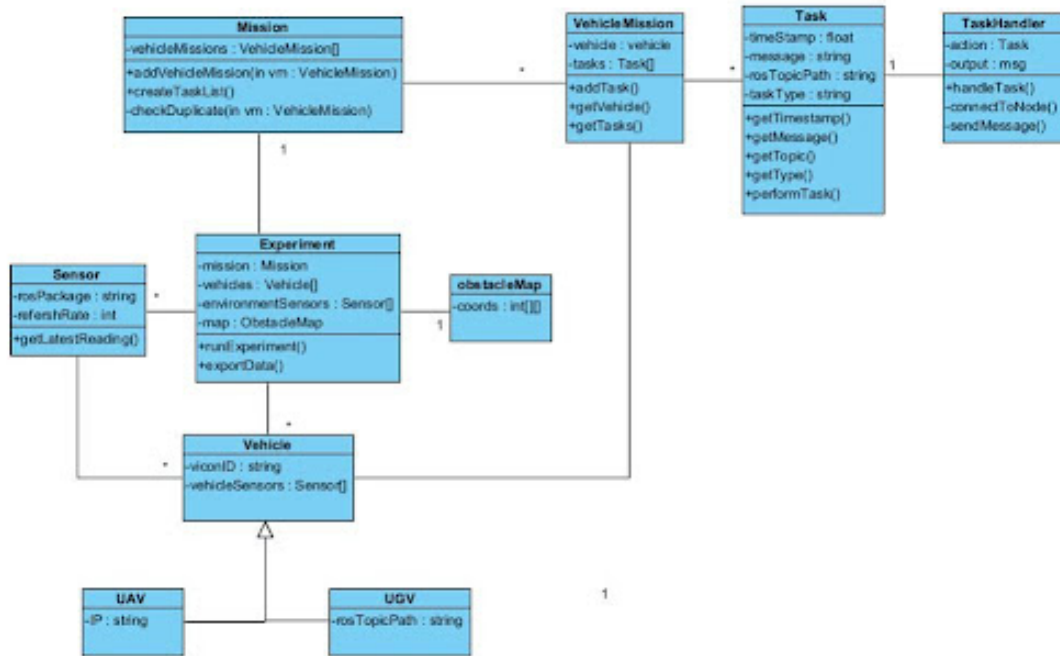 Mission
-vehicleMissions : VehicleMission[]
+addVehicleMission(in vm : VehicleMission)
+createTaskList()
-checkDuplicate(in vm : VehicleMission)
*
VehicleMission
-vehicle : vehicle
-tasks : Task[]
+addTask()
+getVehicle()
+getTasks()
*
Task
-timeStamp : float
-message : string
-rosTopicPath : string
-taskType : string
+getTimestamp()
+getMessage()
+getTopic()
+getType()
+performTask()
1
TaskHandler
-action : Task
-output : msg
+handleTask()
-connectToNode()
-sendMessage()
1
Sensor
-rosPackage : string
-refershRate : int
+getLatestReading()
*
Experiment
-mission : Mission
-vehicles : Vehicle[]
-environmentSensors : Sensor[]
-map : ObstacleMap
+runExperiment()
+exportData()
1
obstacleMap
-coords : int[][]
*
*
Vehicle
-viconID : string
-vehicleSensors : Sensor[]
UAV
-IP : string
UGV
-rosTopicPath : string
1